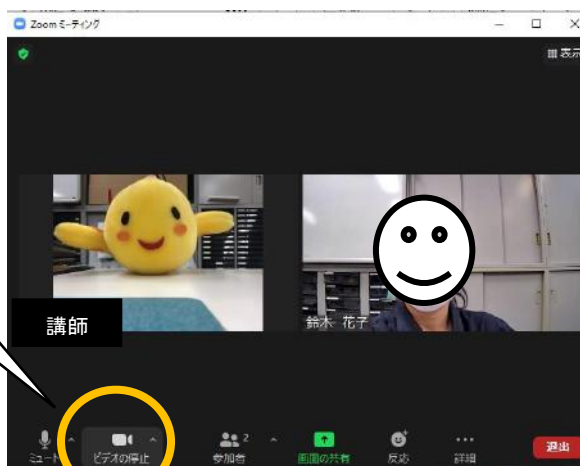 Zoom ミーティング
表示
講師
鈴木 花子
ミュート
ビデオの停止
2
参加者
画面の共有
反応
詳細
退出